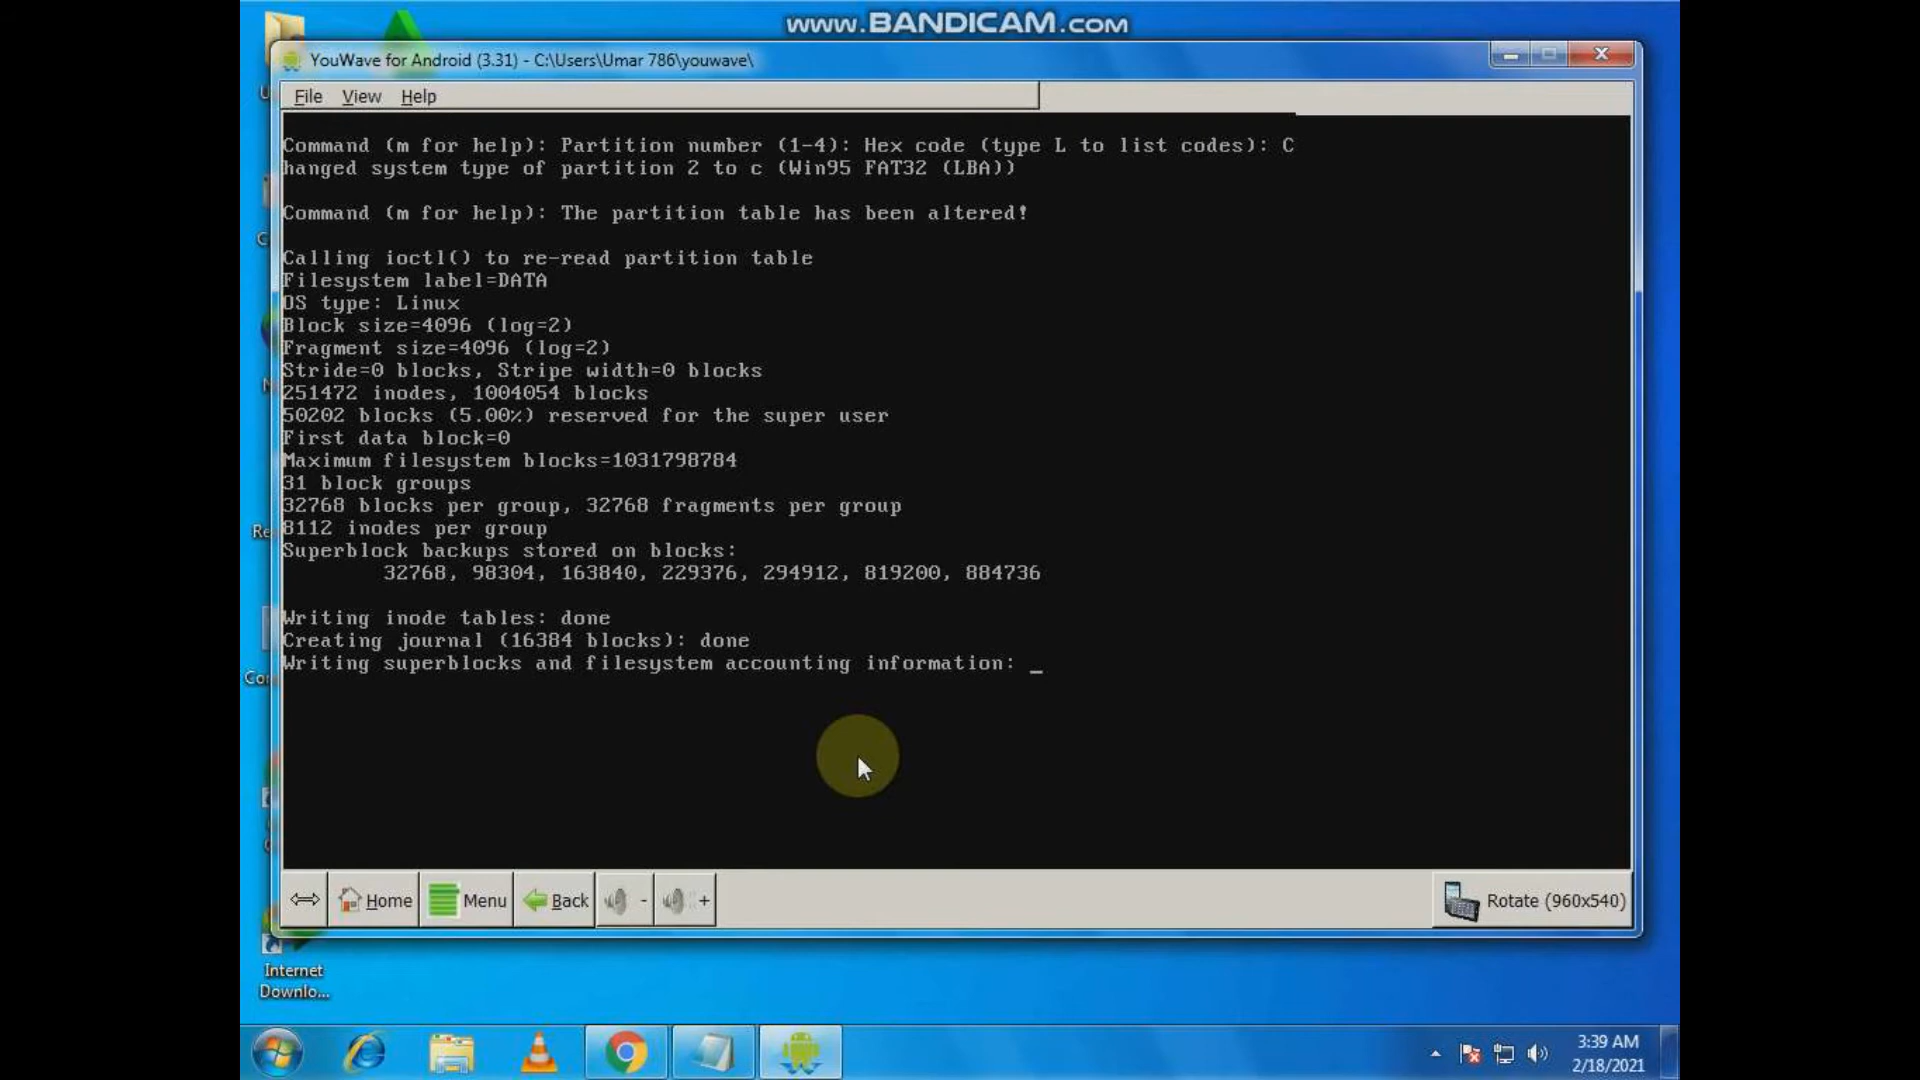 www.BANDICAM.com
YouWave for Android (3.31) - C:\Users\Umar 786\youwave\
File View Help
Command (m for help): Partition number (1-4): Hex code (type L to list codes): C
hanged system type of partition 2 to c (Win95 FAT32 (LBA))
Command (m for help): The partition table has been altered!
Calling ioctl() to re-read partition table
Filesystem label=DATA
OS type: Linux
Block size=4096 (log=2)
Fragment size=4096 (log=2)
Stride=0 blocks, Stripe width=0 blocks
251472 inodes, 1004054 blocks
50202 blocks (5.00%) reserved for the super user
First data block=0
Maximum filesystem blocks=1031798784
31 block groups
32768 blocks per group, 32768 fragments per group
8112 inodes per group
Superblock backups stored on blocks:
32768, 98304, 163840, 229376, 294912, 819200, 884736
Writing inode tables: done
Creating journal (16384 blocks): done
Writing superblocks and filesystem accounting information: _
Home Menu Back - + Rotate (960x540)
Internet
Downlo...
3:39 AM
2/18/2021